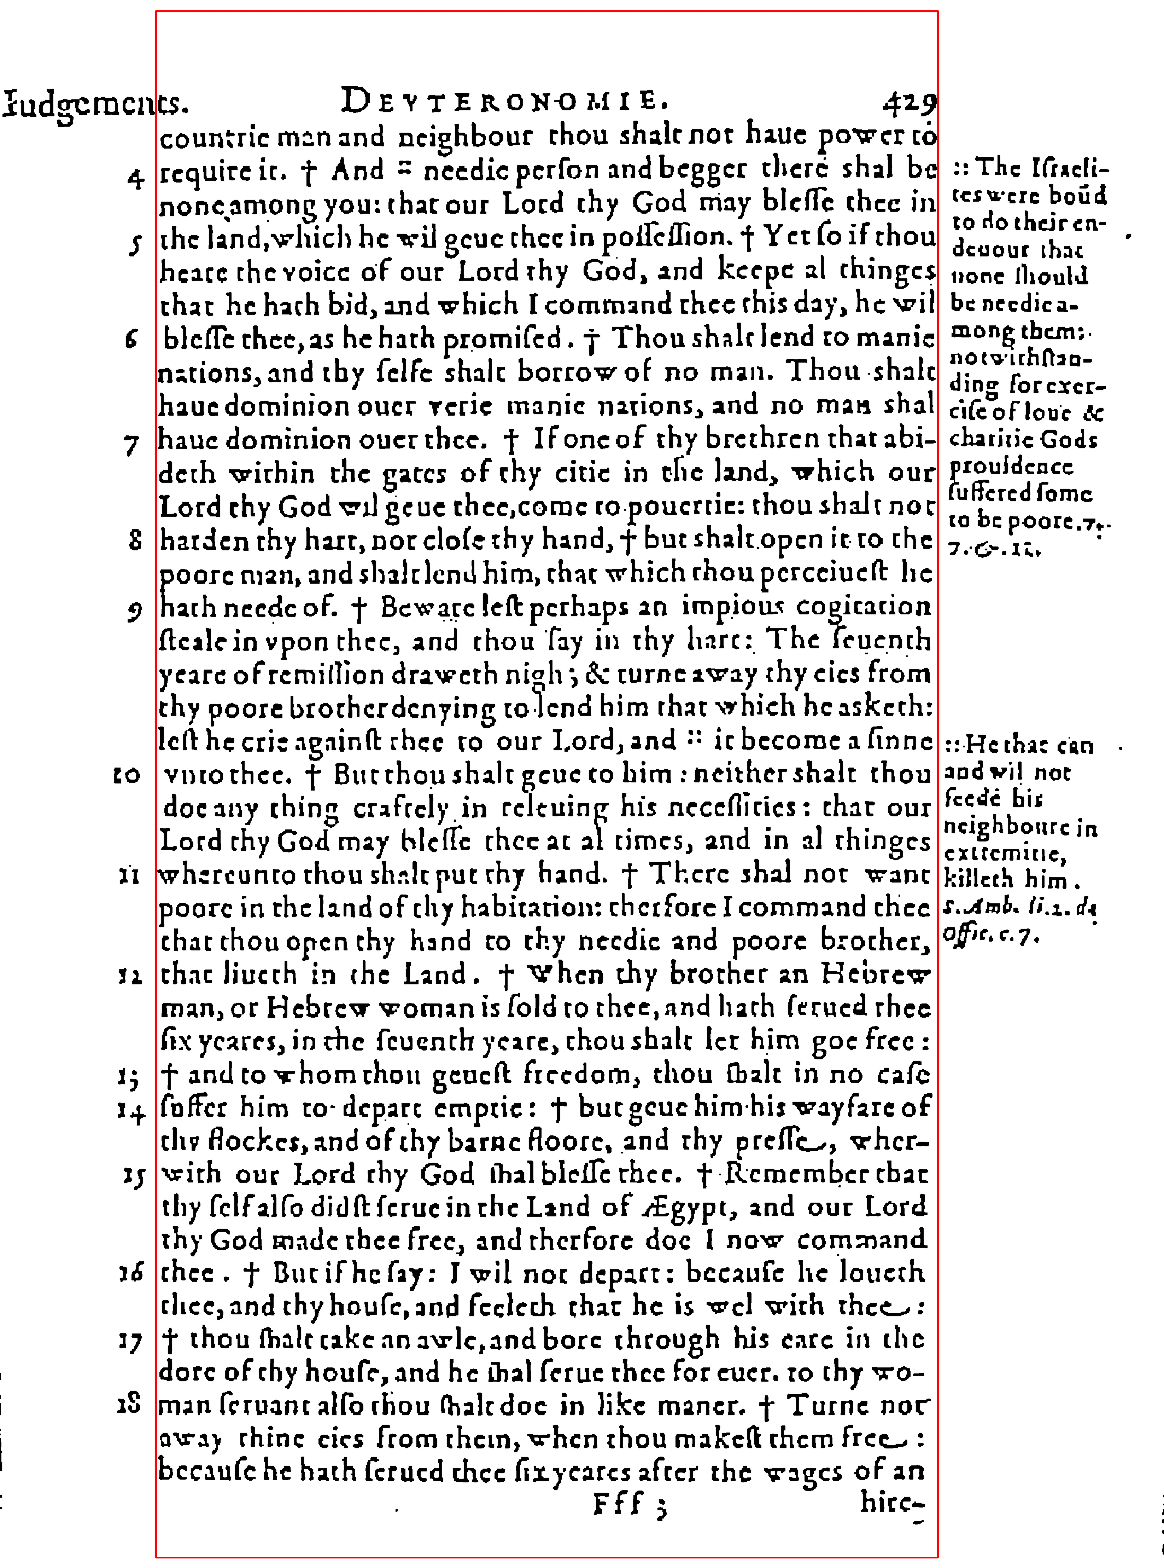 Iudgements. DEVTERONOMIE. 429
countrie man and neighbour thou shalt not haue power to
4 require it. † And :: needie perſon and begger there shal be
none among you: that our Lord thy God may bleſſe thee in
5 the land, which he wil geue thee in poſſeſſion. † Yet ſo if thou
heare the voice of our Lord thy God, and keepe al thinges
that he hath bid, and which I command thee this day, he wil
6 bleſſe thee, as he hath promiſed. † Thou shalt lend to manie
nations, and thy ſelfe shalt borrow of no man. Thou shalt
haue dominion ouer verie manie nations, and no man shal
7 haue dominion ouer thee. † If one of thy brethren that abi-
deth within the gates of thy citie in the land, which our
Lord thy God wil geue thee, come to pouertie: thou shalt not
8 harden thy hart, nor cloſe thy hand, † but shalt open it to the
poore man, and shalt lend him, that which thou perceiueſt he
9 hath neede of. † Beware leſt perhaps an impious cogitation
ſteale in vpon thee, and thou ſay in thy hart: The ſeuenth
yeare of remiſſion draweth nigh; & turne away thy eies from
thy poore brother denying to lend him that which he asketh:
leſt he crie againſt thee to our Lord, and :: it become a ſinne
10 vnto thee. † But thou shalt geue to him: neither shalt thou
doe any thing craftely in releuing his neceſſities: that our
Lord thy God may bleſſe thee at al times, and in al thinges
11 whereunto thou shalt put thy hand. † There shal not want
poore in the land of thy habitation: therfore I command thee
that thou open thy hand to thy needie and poore brother,
12 that liueth in the Land. † When thy brother an Hebrew
man, or Hebrew woman is ſold to thee, and hath ſerued thee
ſix yeares, in the ſeuenth yeare, thou shalt let him goe free:
13 † and to whom thou geueſt freedom, thou ſhalt in no caſe
14 ſuffer him to depart emptie: † but geue him his wayfare of
thy flockes, and of thy barne floore, and thy preſſe, wher-
15 with our Lord thy God ſhal bleſſe thee. † Remember that
thy ſelf alſo didſt ſerue in the Land of Ægypt, and our Lord
thy God made thee free, and therfore doe I now command
16 thee. † But if he ſay: I wil not depart: becauſe he loueth
thee, and thy houſe, and feeleth that he is wel with thee:
17 † thou ſhalt take an awle, and bore through his eare in the
dore of thy houſe, and he ſhal ſerue thee for euer. to thy wo-
18 man ſeruant alſo thou ſhalt doe in like maner. † Turne not
away thine eies from them, when thou makeſt them free:
becauſe he hath ſerued thee ſix yeares after the wages of an
Fff 3 hire-
:: The Iſraeli-
tes were boũd
to do their en-
deuour that
none ſhould
be needie a-
mong them:
notwithſtan-
ding for exer-
ciſe of loue &
charitie Gods
prouidence
ſuffered ſome
to be poore. v.
7. & 11.
:: He that can
and wil not
feede his
neighboure in
extremitie,
killeth him.
S. Amb. li. 1. de
Offic. c. 7.